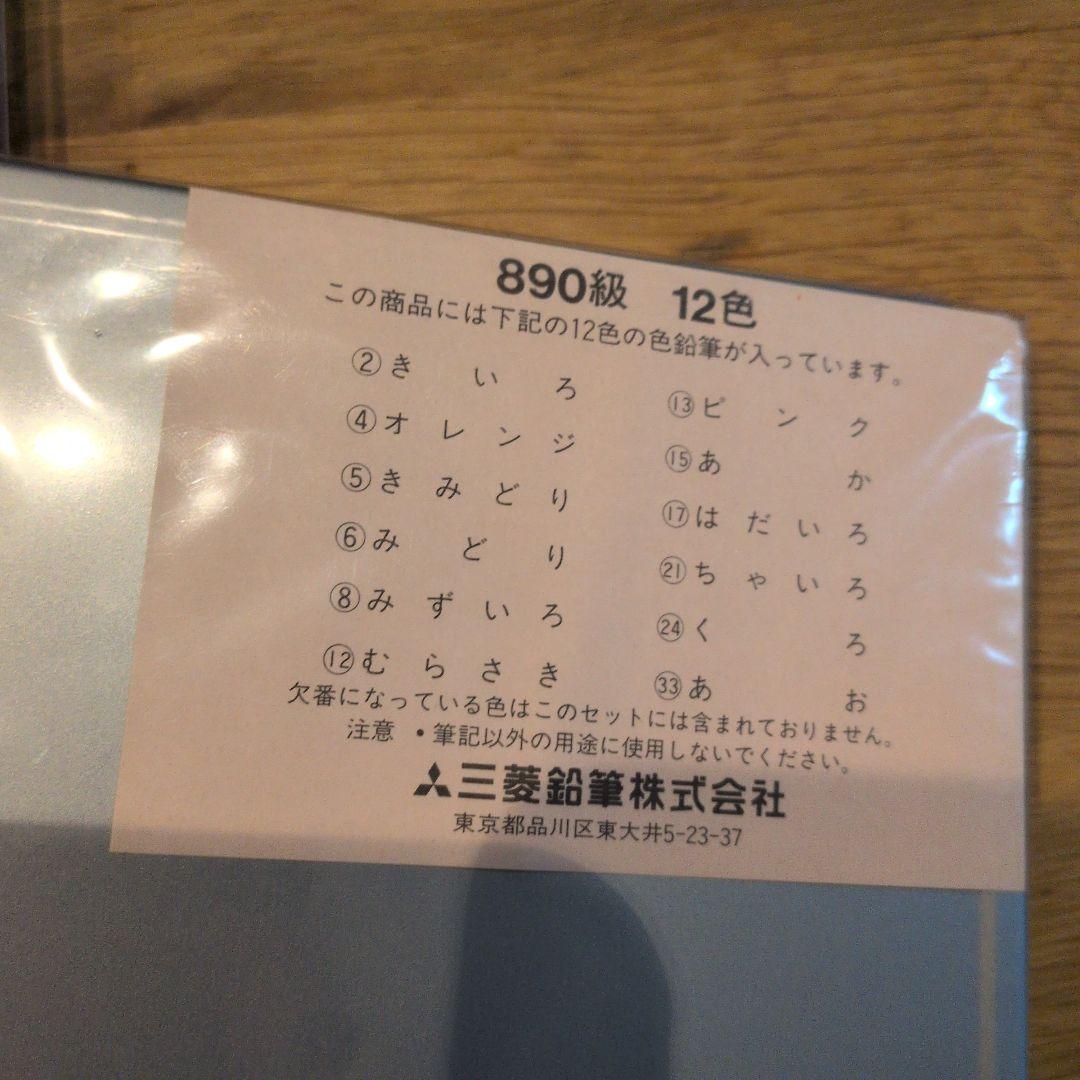 890級 12色
この商品には下記の12色の色鉛筆が入っています。
②きいろ
④オレンジ
⑤きみどり
⑥みどり
⑧みずいろ
⑫むらさき
⑬ピンク
⑮あか
⑰はだいろ
㉑ちゃいろ
㉔くろ
㉝あお
欠番になっている色はこのセットには含まれておりません。
注意 ・筆記以外の用途に使用しないでください。
三菱鉛筆株式会社
東京都品川区東大井5-23-37